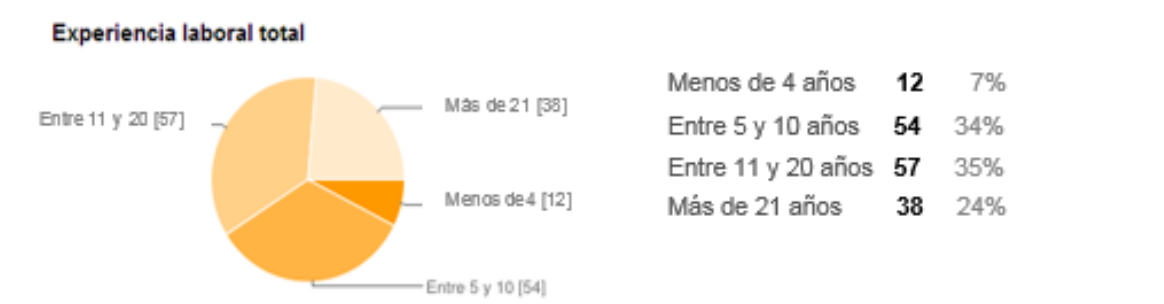 Experiencia laboral total
Entre 11 y 20 [57]
Más de 21 [38]
Menos de 4 [12]
Entre 5 y 10 [54]
Menos de 4 años 12 7%
Entre 5 y 10 años 54 34%
Entre 11 y 20 años 57 35%
Más de 21 años 38 24%